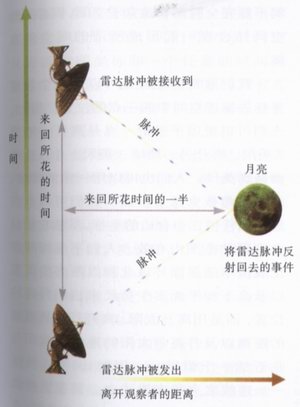 雷达脉冲被接收到
时间
来回所花的时间
脉冲
月亮
来回所花时间的一半
脉冲
将雷达脉冲反
射回去的事件
雷达脉冲被发出
离开观察者的距离